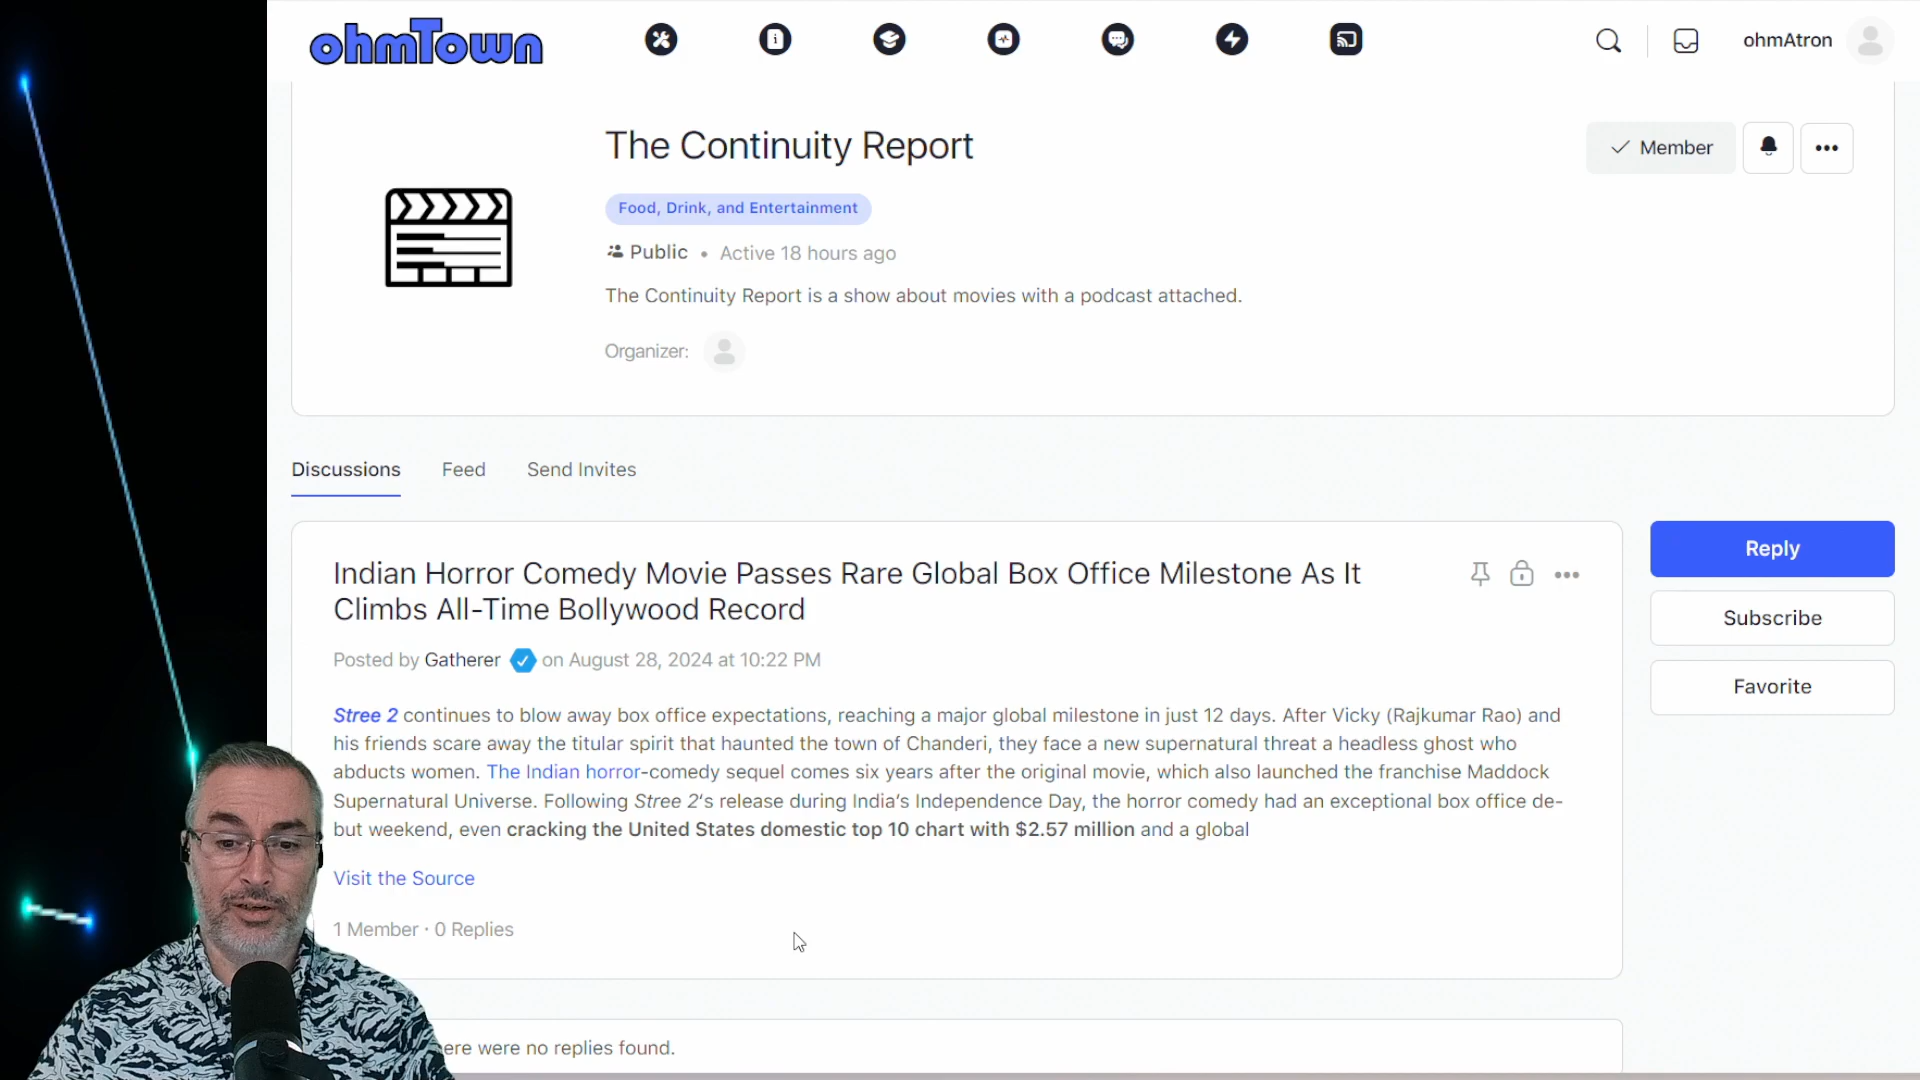 ohmTown
ohmAtron
The Continuity Report
Member
Food, Drink, and Entertainment
Public • Active 18 hours ago
The Continuity Report is a show about movies with a podcast attached.
Organizer:
Discussions Feed Send Invites
Indian Horror Comedy Movie Passes Rare Global Box Office Milestone As It
Climbs All-Time Bollywood Record
Posted by Gatherer on August 28, 2024 at 10:22 PM
Stree 2 continues to blow away box office expectations, reaching a major global milestone in just 12 days. After Vicky (Rajkumar Rao) and
his friends scare away the titular spirit that haunted the town of Chanderi, they face a new supernatural threat a headless ghost who
abducts women. The Indian horror-comedy sequel comes six years after the original movie, which also launched the franchise Maddock
Supernatural Universe. Following Stree 2‘s release during India’s Independence Day, the horror comedy had an exceptional box office de-
but weekend, even cracking the United States domestic top 10 chart with $2.57 million and a global
Visit the Source
1 Member · 0 Replies
Reply
Subscribe
Favorite
were no replies found.